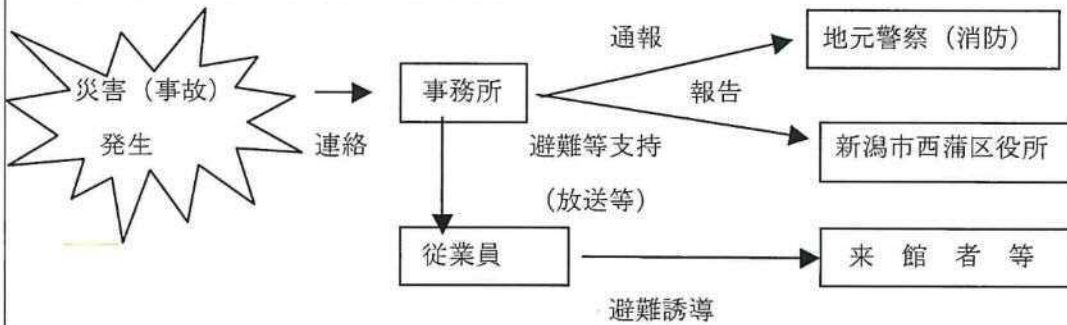 通報
地元警察（消防）
災害（事故）
発生
連絡
事務所
報告
避難等支持
（放送等）
新潟市西蒲区役所
従業員
来館者等
避難誘導